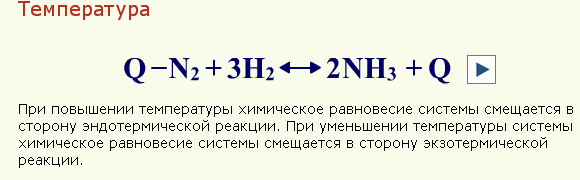 Температура
Q – N₂ + 3H₂ ↔ 2NH₃ + Q
При повышении температуры химическое равновесие системы смещается в
сторону эндотермической реакции. При уменьшении температуры системы
химическое равновесие системы смещается в сторону экзотермической
реакции.